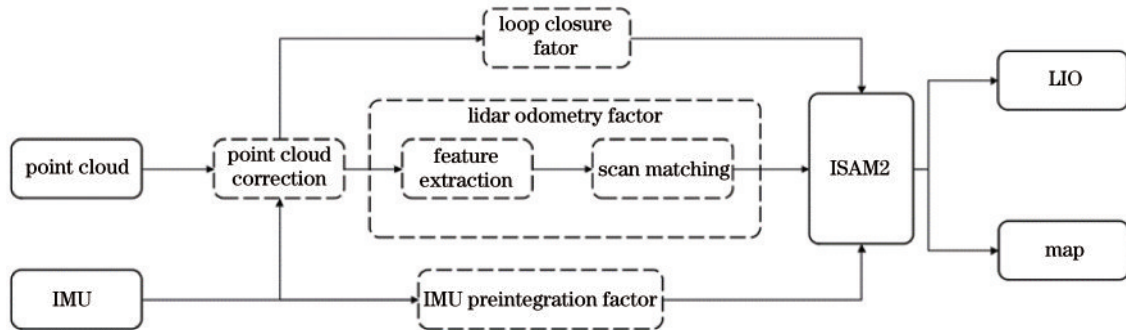 loop closure
fator
LIO
lidar odometry factor
point cloud
point cloud
correction
feature
extraction
scan matching
ISAM2
map
IMU
IMU preintegration factor